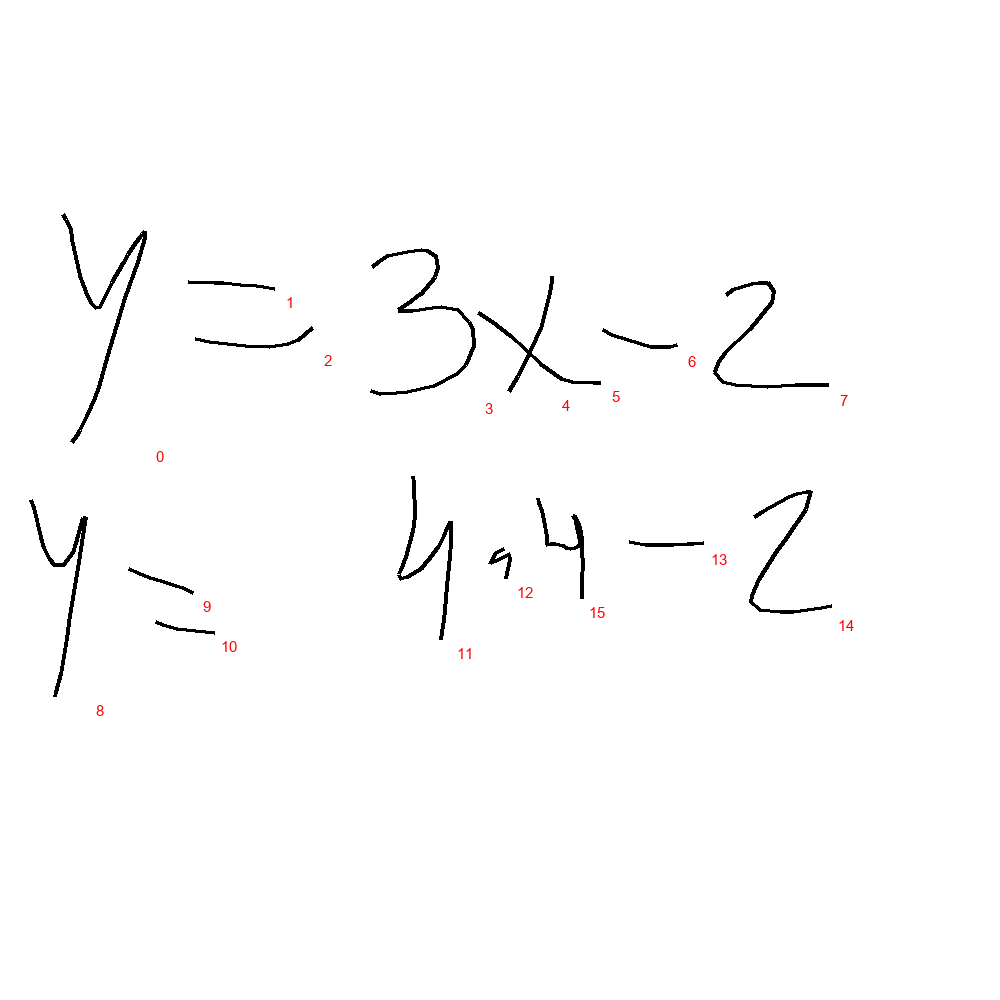 y = 3x - 2
y = 4 . 4 - 2